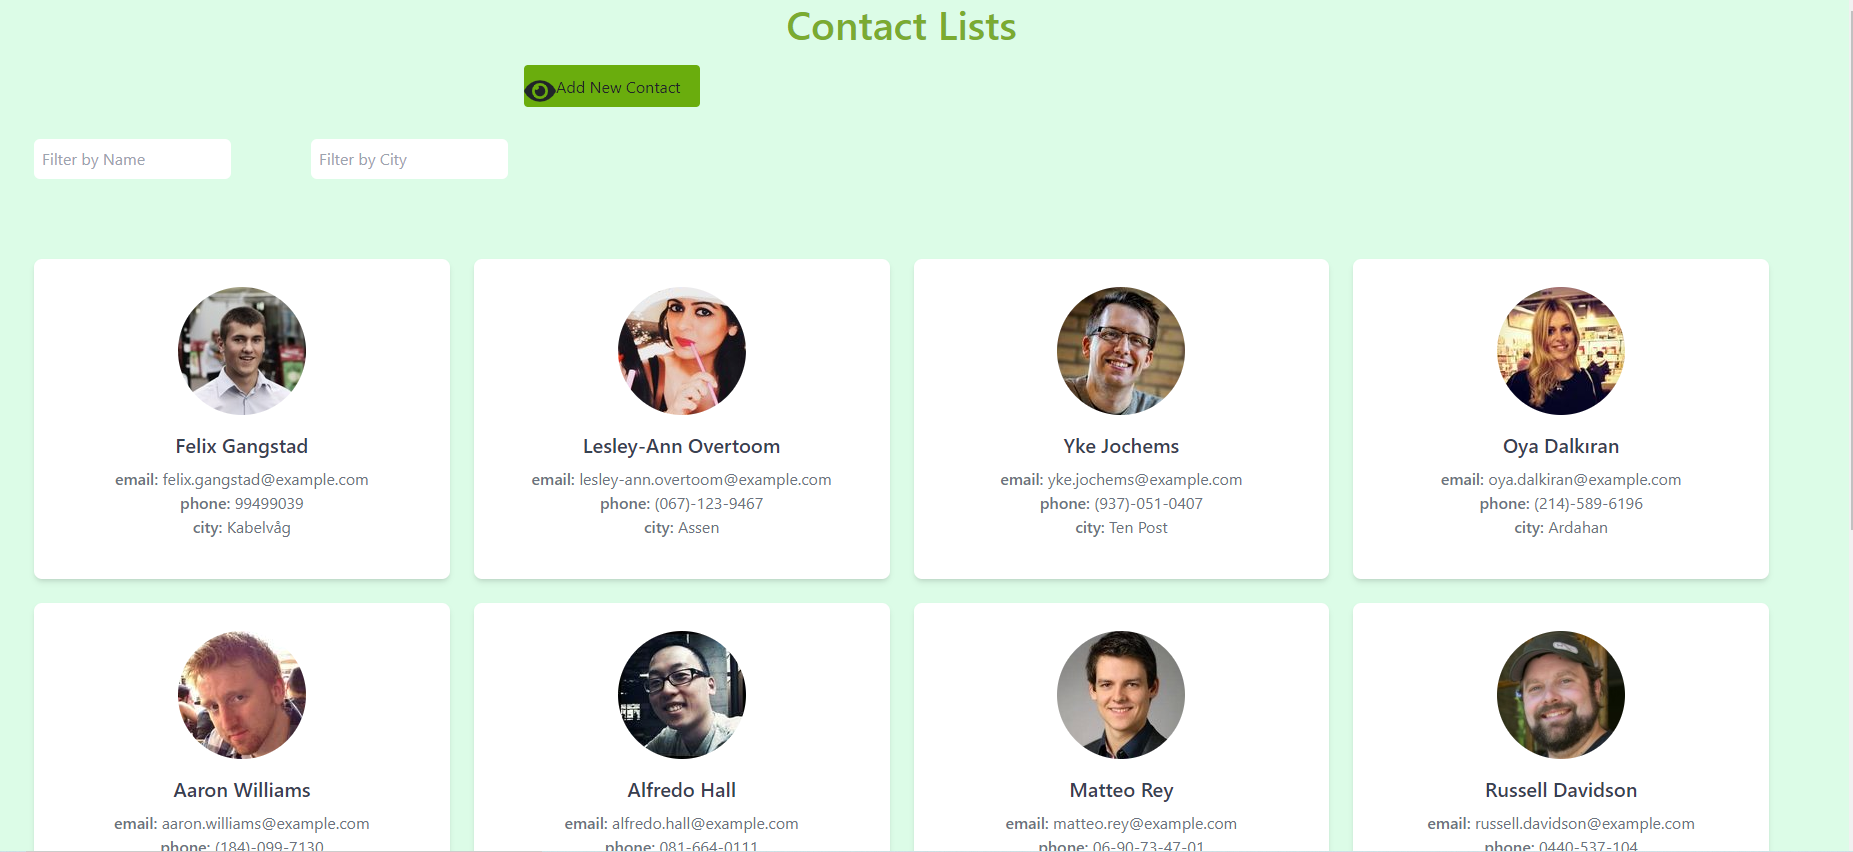 Contact Lists
Add New Contact
Filter by Name
Filter by City
Felix Gangstad
email: felix.gangstad@example.com
phone: 99499039
city: Kabelvåg
Lesley-Ann Overtoom
email: lesley-ann.overtoom@example.com
phone: (067)-123-9467
city: Assen
Yke Jochems
email: yke.jochems@example.com
phone: (937)-051-0407
city: Ten Post
Oya Dalkıran
email: oya.dalkiran@example.com
phone: (214)-589-6196
city: Ardahan
Aaron Williams
email: aaron.williams@example.com
phone: (184)-099-7130
Alfredo Hall
email: alfredo.hall@example.com
phone: 081-664-0111
Matteo Rey
email: matteo.rey@example.com
phone: 06-90-73-47-01
Russell Davidson
email: russell.davidson@example.com
phone: 0440-537-104